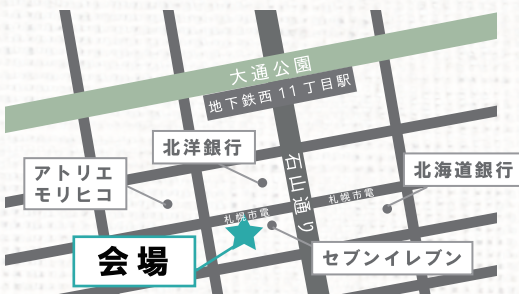 大通公園
地下鉄西11丁目駅
北洋銀行
アトリエ
モリヒコ
石山通り
北海道銀行
札幌市電
札幌市電
会場
セブンイレブン